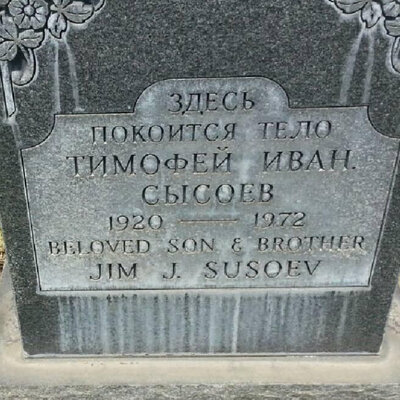 ЗДЕСЬ
ПОКОИТСЯ ТЕЛО
ТИМОФЕЙ ИВАН.
СЫСОЕВ
1920 — 1972
BELOVED SON & BROTHER
JIM J. SUSOEV